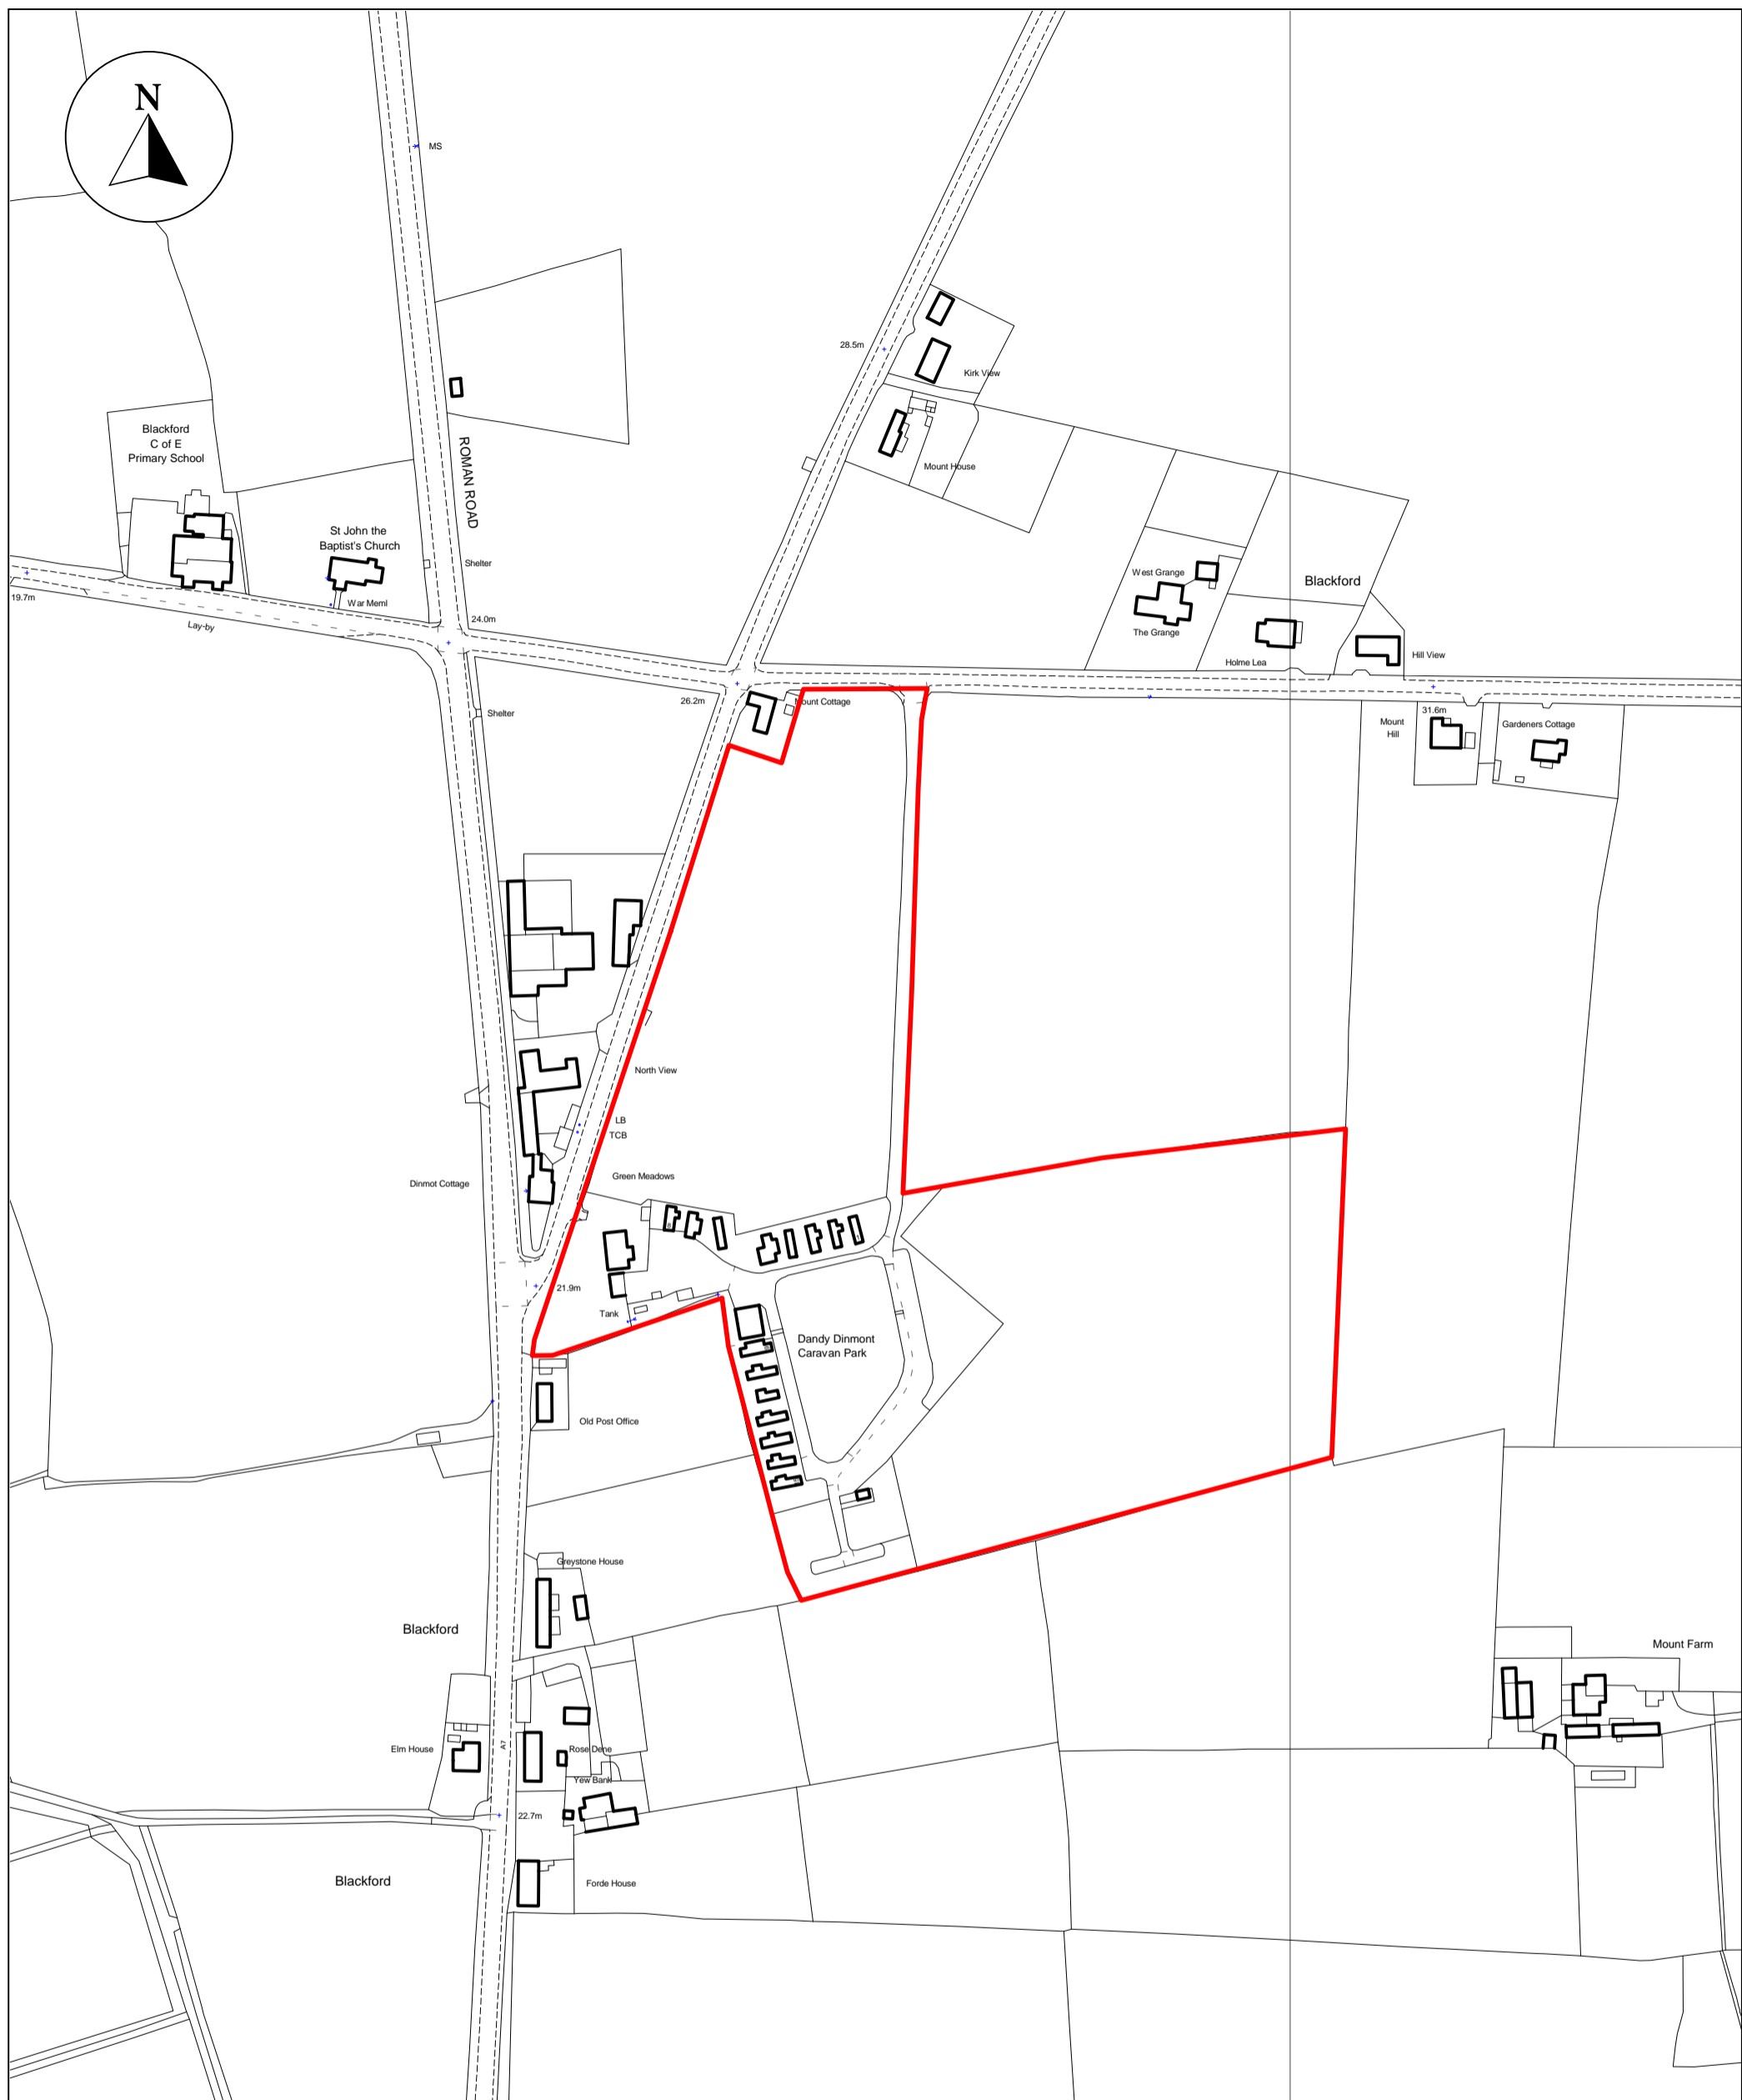 N
MS
28.5m
Kirk View
Blackford
C of E
Primary School
ROMAN ROAD
Mount House
St John the
Baptist's Church
Shelter
West Grange
Blackford
19.7m
War Meml
Lay-by
24.0m
The Grange
Holme Lea
Hill View
26.2m
Mount Cottage
Shelter
Mount
Hill
31.6m
Gardeners Cottage
North View
LB
TCB
Green Meadows
Dinmot Cottage
21.9m
Tank
Dandy Dinmont
Caravan Park
Old Post Office
Greystone House
Blackford
Mount Farm
A7
Elm House
Rose Dene
Yew Bank
22.7m
Blackford
Forde House